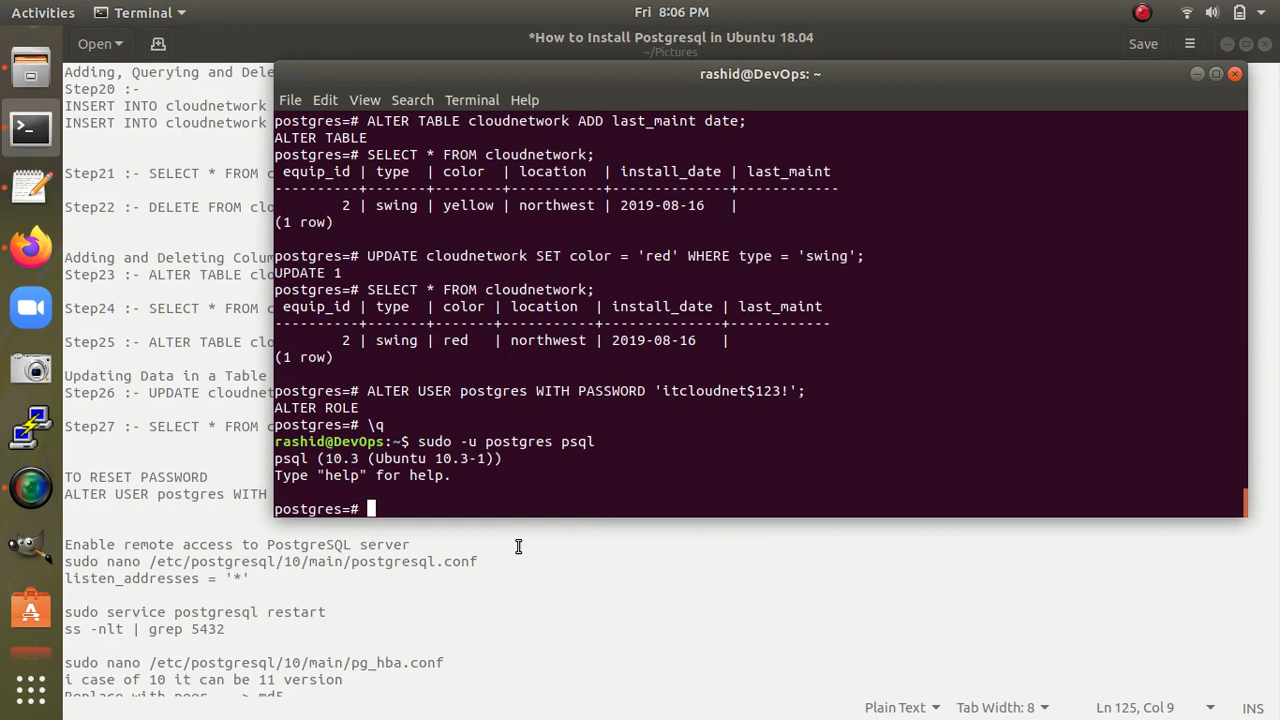 Activities
Terminal
Fri 8:06 PM
Open
*How to Install Postgresql in Ubuntu 18.04
~/Pictures
Save
Adding, Querying and Dele
Step20 :-
INSERT INTO cloudnetwork
INSERT INTO cloudnetwork
Step21 :- SELECT * FROM c
Step22 :- DELETE FROM clo
Adding and Deleting Colum
Step23 :- ALTER TABLE clo
Step24 :- SELECT * FROM c
Step25 :- ALTER TABLE clo
Updating Data in a Table
Step26 :- UPDATE cloudnet
Step27 :- SELECT * FROM c
TO RESET PASSWORD
ALTER USER postgres WITH
Enable remote access to PostgreSQL server
sudo nano /etc/postgresql/10/main/postgresql.conf
listen_addresses = '*'
sudo service postgresql restart
ss -nlt | grep 5432
sudo nano /etc/postgresql/10/main/pg_hba.conf
i case of 10 it can be 11 version
Replace with peer ---> md5
rashid@DevOps: ~
File Edit View Search Terminal Help
postgres=# ALTER TABLE cloudnetwork ADD last_maint date;
ALTER TABLE
postgres=# SELECT * FROM cloudnetwork;
equip_id | type | color | location | install_date | last_maint
----------+-------+--------+-----------+--------------+------------
2 | swing | yellow | northwest | 2019-08-16 |
(1 row)
postgres=# UPDATE cloudnetwork SET color = 'red' WHERE type = 'swing';
UPDATE 1
postgres=# SELECT * FROM cloudnetwork;
equip_id | type | color | location | install_date | last_maint
----------+-------+-------+-----------+--------------+------------
2 | swing | red | northwest | 2019-08-16 |
(1 row)
postgres=# ALTER USER postgres WITH PASSWORD 'itcloudnet$123!';
ALTER ROLE
postgres=# \q
rashid@DevOps:~$ sudo -u postgres psql
psql (10.3 (Ubuntu 10.3-1))
Type "help" for help.
postgres=#
Plain Text
Tab Width: 8
Ln 125, Col 9
INS